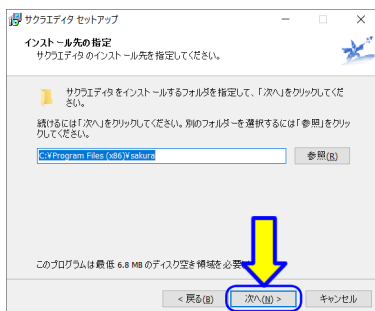 サクラエディタ セットアップ
インストール先の指定
サクラエディタのインストール先を指定してください。
サクラエディタをインストールするフォルダを指定して、「次へ」をクリックしてくだ
さい。
続けるには「次へ」をクリックしてください。別のフォルダーを選択するには「参照」をクリッ
クしてください。
C:¥Program Files (x86)¥sakura
参照(R)
このプログラムは最低 6.8 MB のディスク空き領域を必要
< 戻る(B)
次へ(N) >
キャンセル